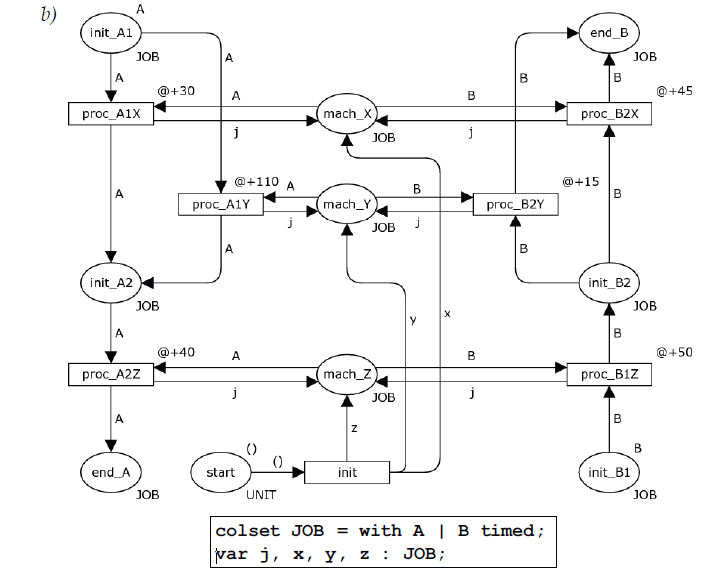 b)
A
init_A1
JOB
end_B
JOB
A
A
B
B
@+30
A
B
@+45
proc_A1X
mach_X
proc_B2X
j
JOB
j
@+110
A
B
@+15
A
proc_A1Y
mach_Y
proc_B2Y
B
j
JOB
j
A
B
init_A2
init_B2
JOB
JOB
y
x
A
B
@+40
A
B
@+50
proc_A2Z
mach_Z
proc_B1Z
j
JOB
j
A
z
B
()
B
()
end_A
start
init
init_B1
JOB
UNIT
JOB
colset JOB = with A | B timed;
var j, x, y, z : JOB;